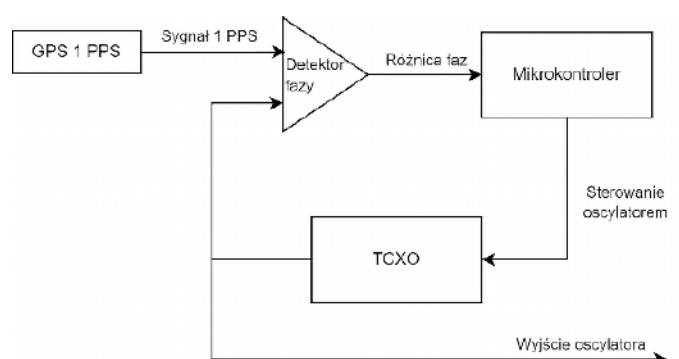 GPS 1 PPS
Sygnał 1 PPS
Detektor
fazy
Różnica faz
Mikrokontroler
Sterowanie
oscylatorem
TCXO
Wyjście oscylatora